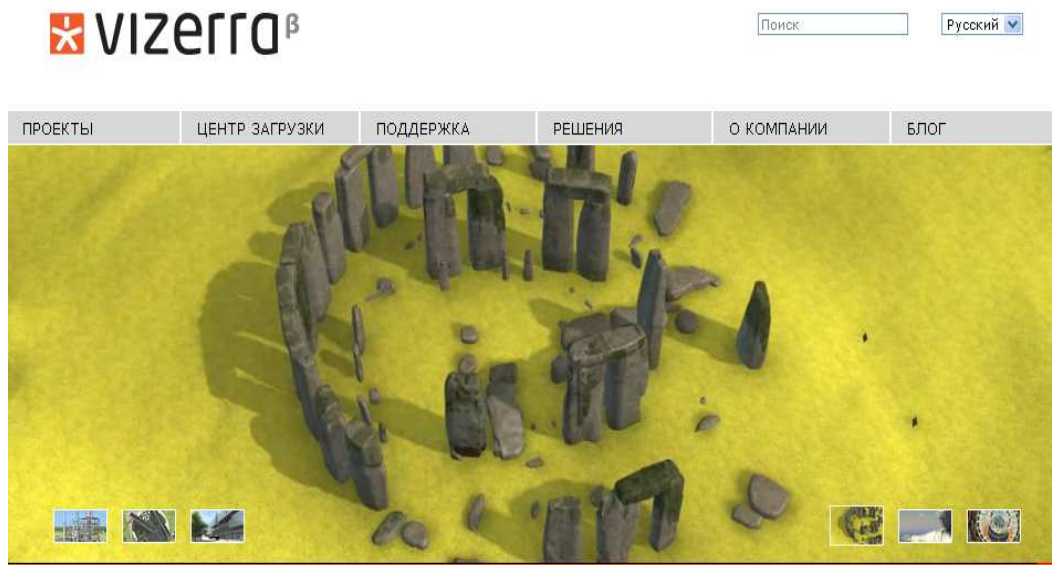 vizerra β
Поиск
Русский
ПРОЕКТЫ ЦЕНТР ЗАГРУЗКИ ПОДДЕРЖКА РЕШЕНИЯ О КОМПАНИИ БЛОГ